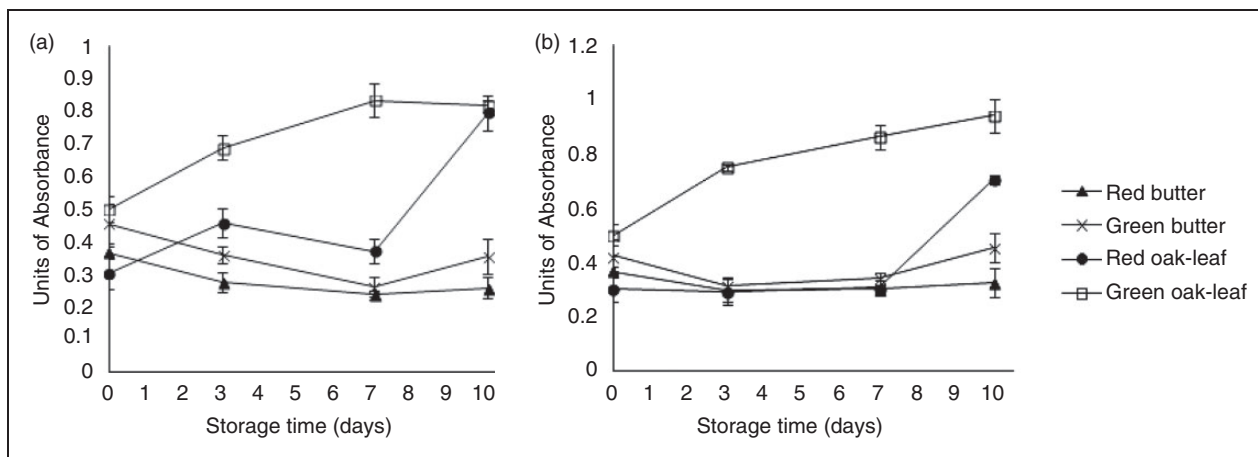 (a)
1
0.9
0.8
0.7
0.6
0.5
0.4
0.3
0.2
0.1
0
Units of Absorbance
0 1 2 3 4 5 6 7 8 9 10
Storage time (days)
(b)
1.2
1
0.8
0.6
0.4
0.2
0
Units of Absorbance
0 1 2 3 4 5 6 7 8 9 10
Storage time (days)
Red butter
Green butter
Red oak-leaf
Green oak-leaf